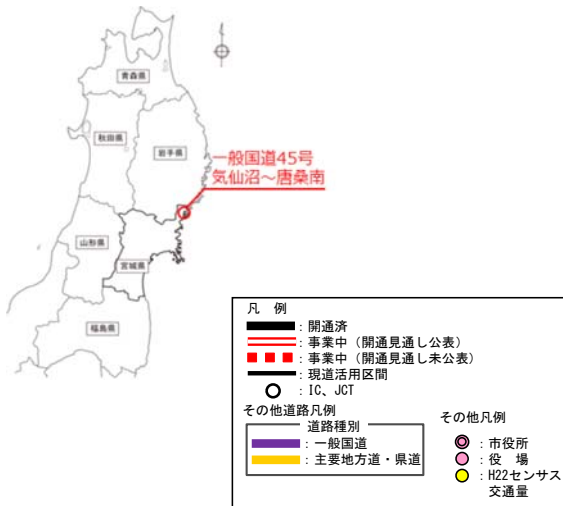 青森県
秋田県
岩手県
一般国道45号
気仙沼～唐桑南
山形県
宮城県
福島県
凡 例
：開通済
：事業中（開通見通し公表）
：事業中（開通見通し未公表）
：現道活用区間
：IC、JCT
その他道路凡例
道路種別
：一般国道
：主要地方道・県道
その他凡例
：市役所
：役 場
：H22センサス
交通量